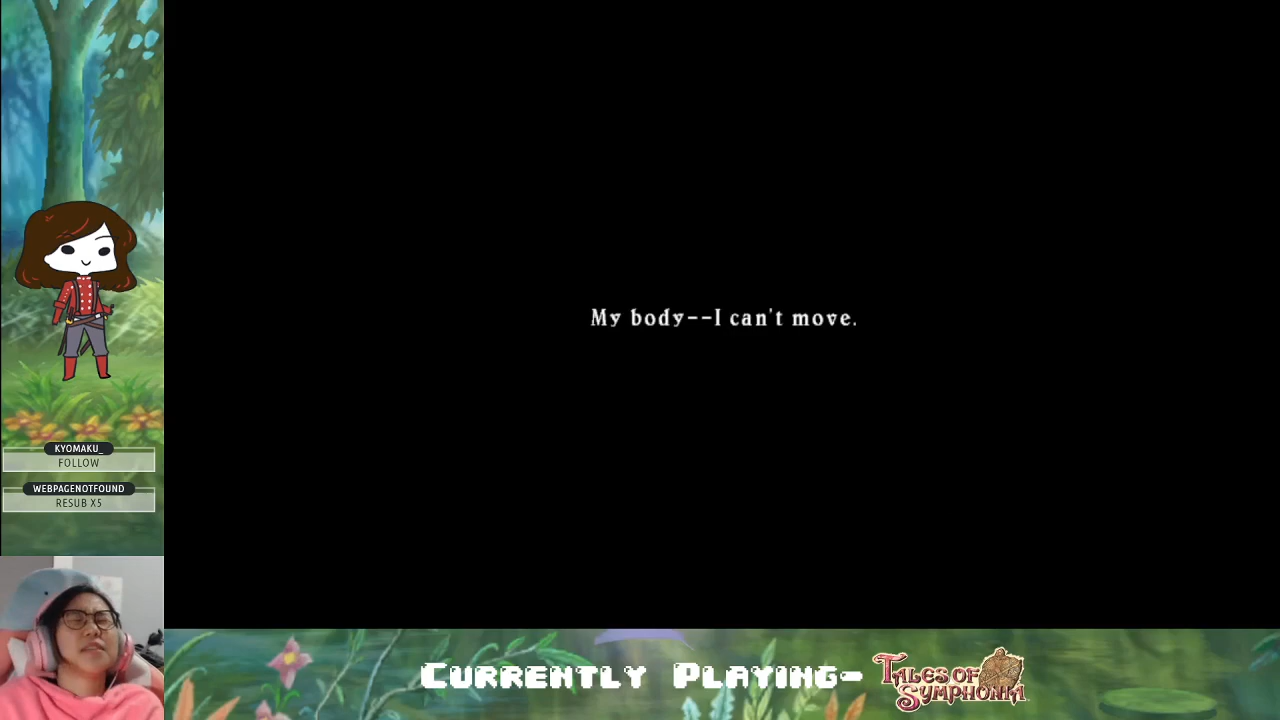 My body--I can't move.
KYOMAKU_
FOLLOW
WEBPAGENOTFOUND
RESUB X5
CURRENTLY PLAYING-
TALES OF
SYMPHONIA